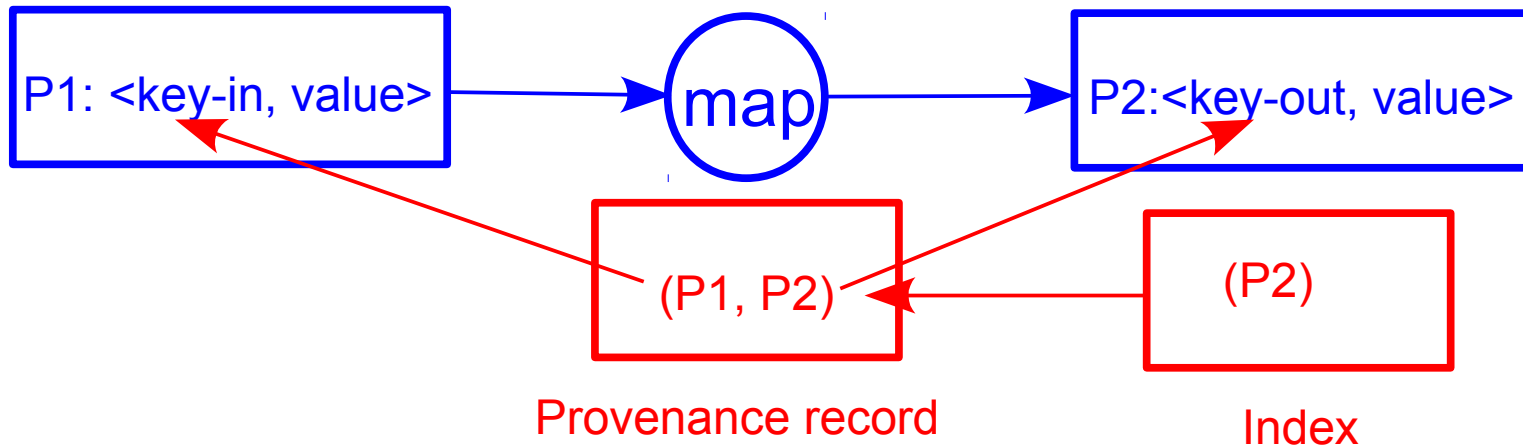 P1: <key-in, value>
map
P2:<key-out, value>
(P1, P2)
(P2)
Provenance record
Index